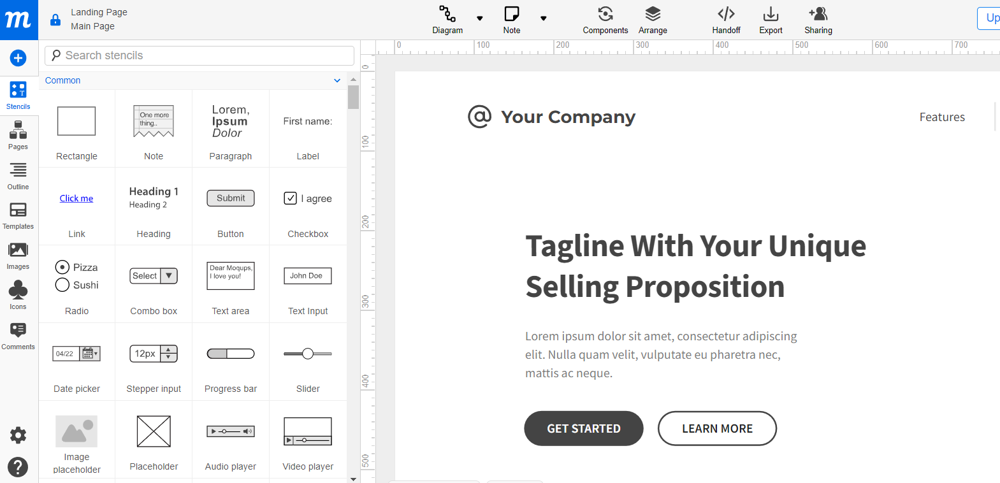 m
Landing Page
Main Page
Diagram
Note
Components
Arrange
Handoff
Export
Sharing
Up
Search stencils
Common
Stencils
Pages
Outline
Templates
Images
Icons
Comments
One more
thing..
Lorem,
Ipsum
Dolor
First name:
Rectangle
Note
Paragraph
Label
Click me
Heading 1
Heading 2
Submit
I agree
Link
Heading
Button
Checkbox
Pizza
Sushi
Select
Dear Moqups,
I love you!
John Doe
Radio
Combo box
Text area
Text Input
04/22
12px
Date picker
Stepper input
Progress bar
Slider
Image
placeholder
Placeholder
Audio player
Video player
0 100 200 300 400 500 600 700
0
100
200
300
400
500
@ Your Company
Features
Tagline With Your Unique
Selling Proposition
Lorem ipsum dolor sit amet, consectetur adipiscing
elit. Nulla quam velit, vulputate eu pharetra nec,
mattis ac neque.
GET STARTED
LEARN MORE